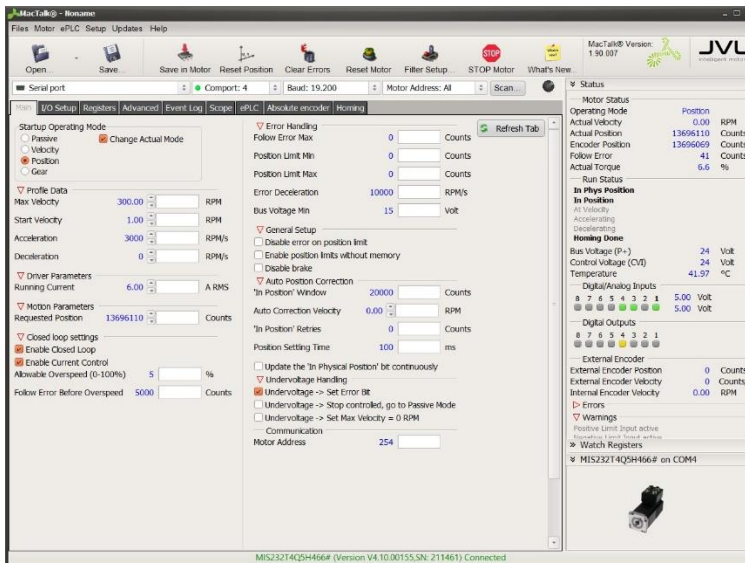 MacTalk® - Noname
Files Motor ePLC Setup Updates Help
Open... Save... Save in Motor Reset Position Clear Errors Reset Motor Filter Setup... STOP Motor What's New...
STOP
MacTalk® Version:
1.90.007
JVL
intelligent motors
Serial port Comport: 4 Baud: 19.200 Motor Address: All Scan...
Main I/O Setup Registers Advanced Event Log Scope ePLC Absolute encoder Homing
Startup Operating Mode
Passive Change Actual Mode
Velocity
Position
Gear
Profile Data
Max Velocity 300.00 RPM
Start Velocity 1.00 RPM
Acceleration 3000 RPM/s
Deceleration 0 RPM/s
Driver Parameters
Running Current 6.00 A RMS
Motion Parameters
Requested Position 13696110 Counts
Closed loop settings
Enable Closed Loop
Enable Current Control
Allowable Overspeed (0-100%) 5 %
Follow Error Before Overspeed 5000 Counts
Error Handling
Follow Error Max 0 Counts
Position Limit Min 0 Counts
Position Limit Max 0 Counts
Error Deceleration 10000 RPM/s
Bus Voltage Min 15 Volt
General Setup
Disable error on position limit
Enable position limits without memory
Disable brake
Auto Position Correction
'In Position' Window 20000 Counts
Auto Correction Velocity 0.00 RPM
'In Position' Retries 0 Counts
Position Settling Time 100 ms
Update the 'In Physical Position' bit continuously
Undervoltage Handling
Undervoltage -> Set Error Bit
Undervoltage -> Stop controlled, go to Passive Mode
Undervoltage -> Set Max Velocity = 0 RPM
Communication
Motor Address 254
Refresh Tab
Status
Motor Status
Operating Mode Position
Actual Velocity 0.00 RPM
Actual Position 13696110 Counts
Encoder Position 13696069 Counts
Follow Error 41 Counts
Actual Torque 6.6 %
Run Status
In Phys Position
In Position
At Velocity
Accelerating
Decelerating
Homing Done
Bus Voltage (P+) 24 Volt
Control Voltage (CVI) 24 Volt
Temperature 41.97 °C
Digital/Analog Inputs
8 7 6 5 4 3 2 1 5.00 Volt
5.00 Volt
Digital Outputs
8 7 6 5 4 3 2 1
External Encoder
External Encoder Position 0 Counts
External Encoder Velocity 0 Counts/
Internal Encoder Velocity 0.00 RPM
Errors
Warnings
Positive Limit Input active
Negative Limit Input active
Watch Registers
MIS232T4Q5H466# on COM4
MIS232T4Q5H466# (Version V4.10.00155,SN: 211461) Connected